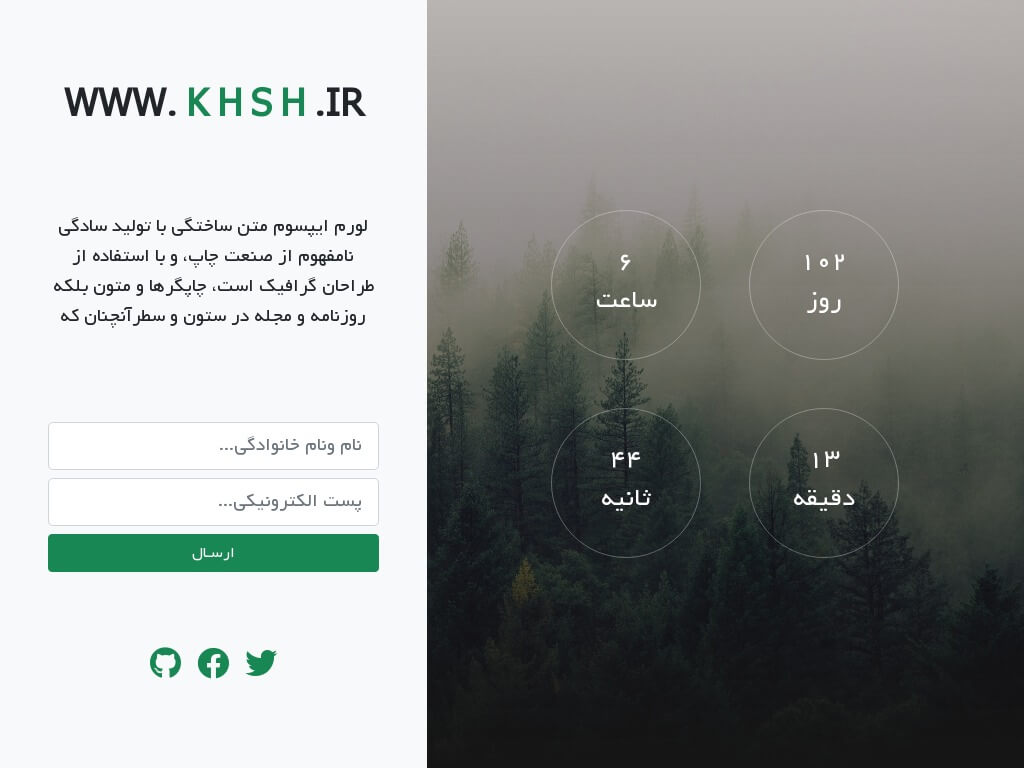 WWW. KHSH .IR
لورم ایپسوم متن ساختگی با تولید سادگی
نامفهوم از صنعت چاپ، و با استفاده از
طراحان گرافیک است، چاپگرها و متون بلکه
روزنامه و مجله در ستون و سطرآنچنان که
نام ونام خانوادگی...
پست الکترونیکی...
ارسال
۱۰۲
روز
۶
ساعت
۱۳
دقیقه
۴۴
ثانیه